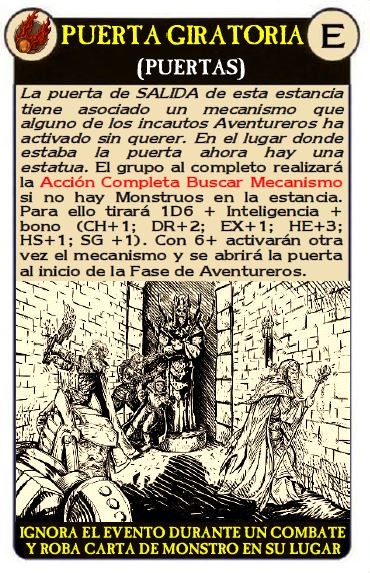 PUERTA GIRATORIA
E
(PUERTAS)
La puerta de SALIDA de esta estancia
tiene asociado un mecanismo que
alguno de los incautos Aventureros ha
activado sin querer. En el lugar donde
estaba la puerta ahora hay una
estatua. El grupo al completo realizará
la Acción Completa Buscar Mecanismo
si no hay Monstruos en la estancia.
Para ello tirará 1D6 + Inteligencia +
bono (CH+1; DR+2; EX+1; HE+3;
HS+1; SG +1). Con 6+ activarán otra
vez el mecanismo y se abrirá la puerta
al inicio de la Fase de Aventureros.
IGNORA EL EVENTO DURANTE UN COMBATE
Y ROBA CARTA DE MONSTRO EN SU LUGAR